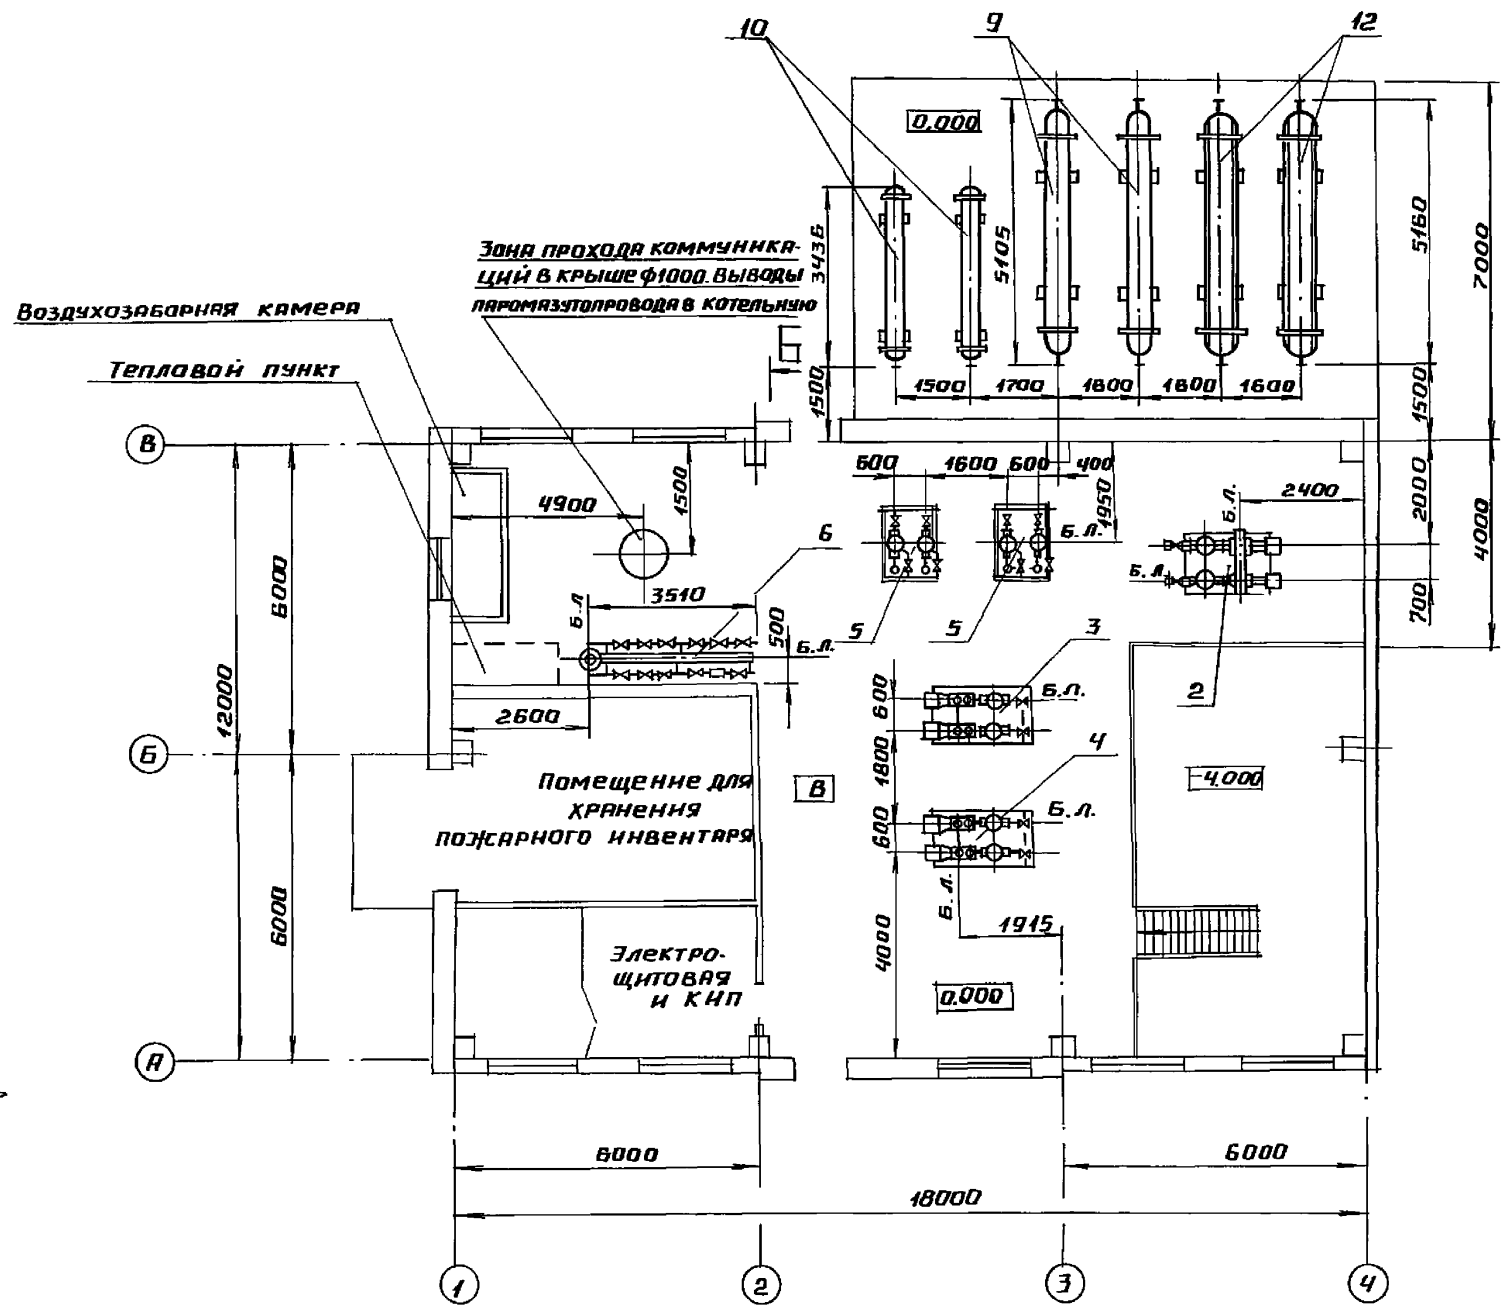 10
9
12
0.000
Зона прохода коммуника-
ций в крыше ф1000. Выводы
паромазутопровода в котельную
Воздухозаборная камера
Тепловой пункт
П
3436
5105
5160
7000
1500
1500
1700
1800
1800
1600
1500
В
4900
1500
600
1600
600
400
1950
Б.Л.
2400
2000
4000
6
Б.Л.
Б.Л.
700
3510
Б.Л
500
Б.Л.
5
5
3
2
6000
12000
2600
600
Б.Л.
Б
1800
4
-4.000
Помещение для
хранения
пожарного инвентаря
В
600
Б.Л.
Б.Л.
6000
4000
1915
Электро-
щитовая
и КИП
0.000
А
6000
6000
18000
1
2
3
4